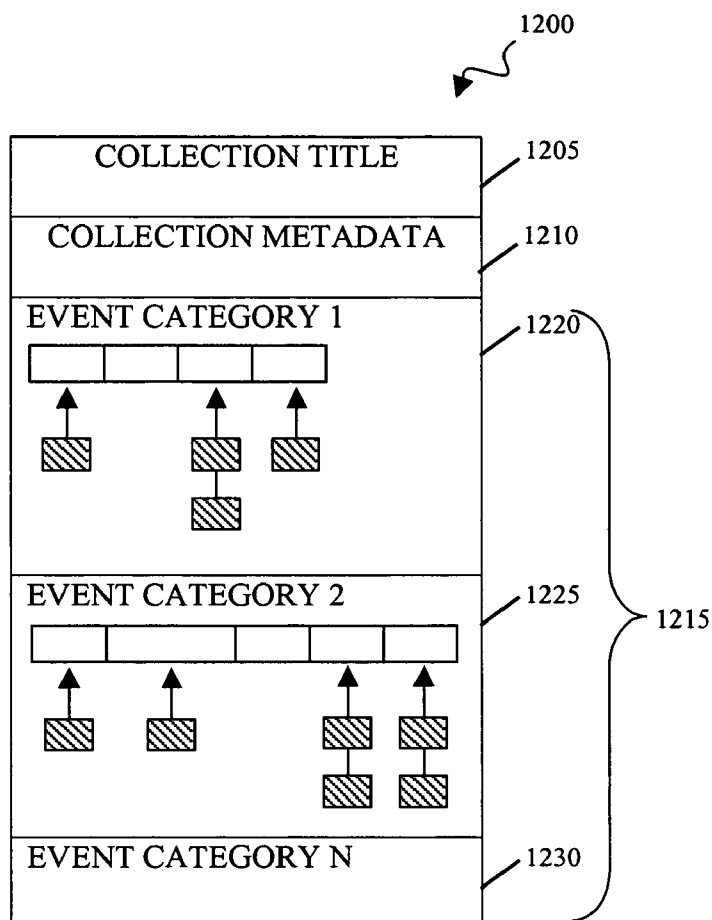 1200
COLLECTION TITLE
1205
COLLECTION METADATA
1210
EVENT CATEGORY 1
1220
EVENT CATEGORY 2
1225
1215
EVENT CATEGORY N
1230